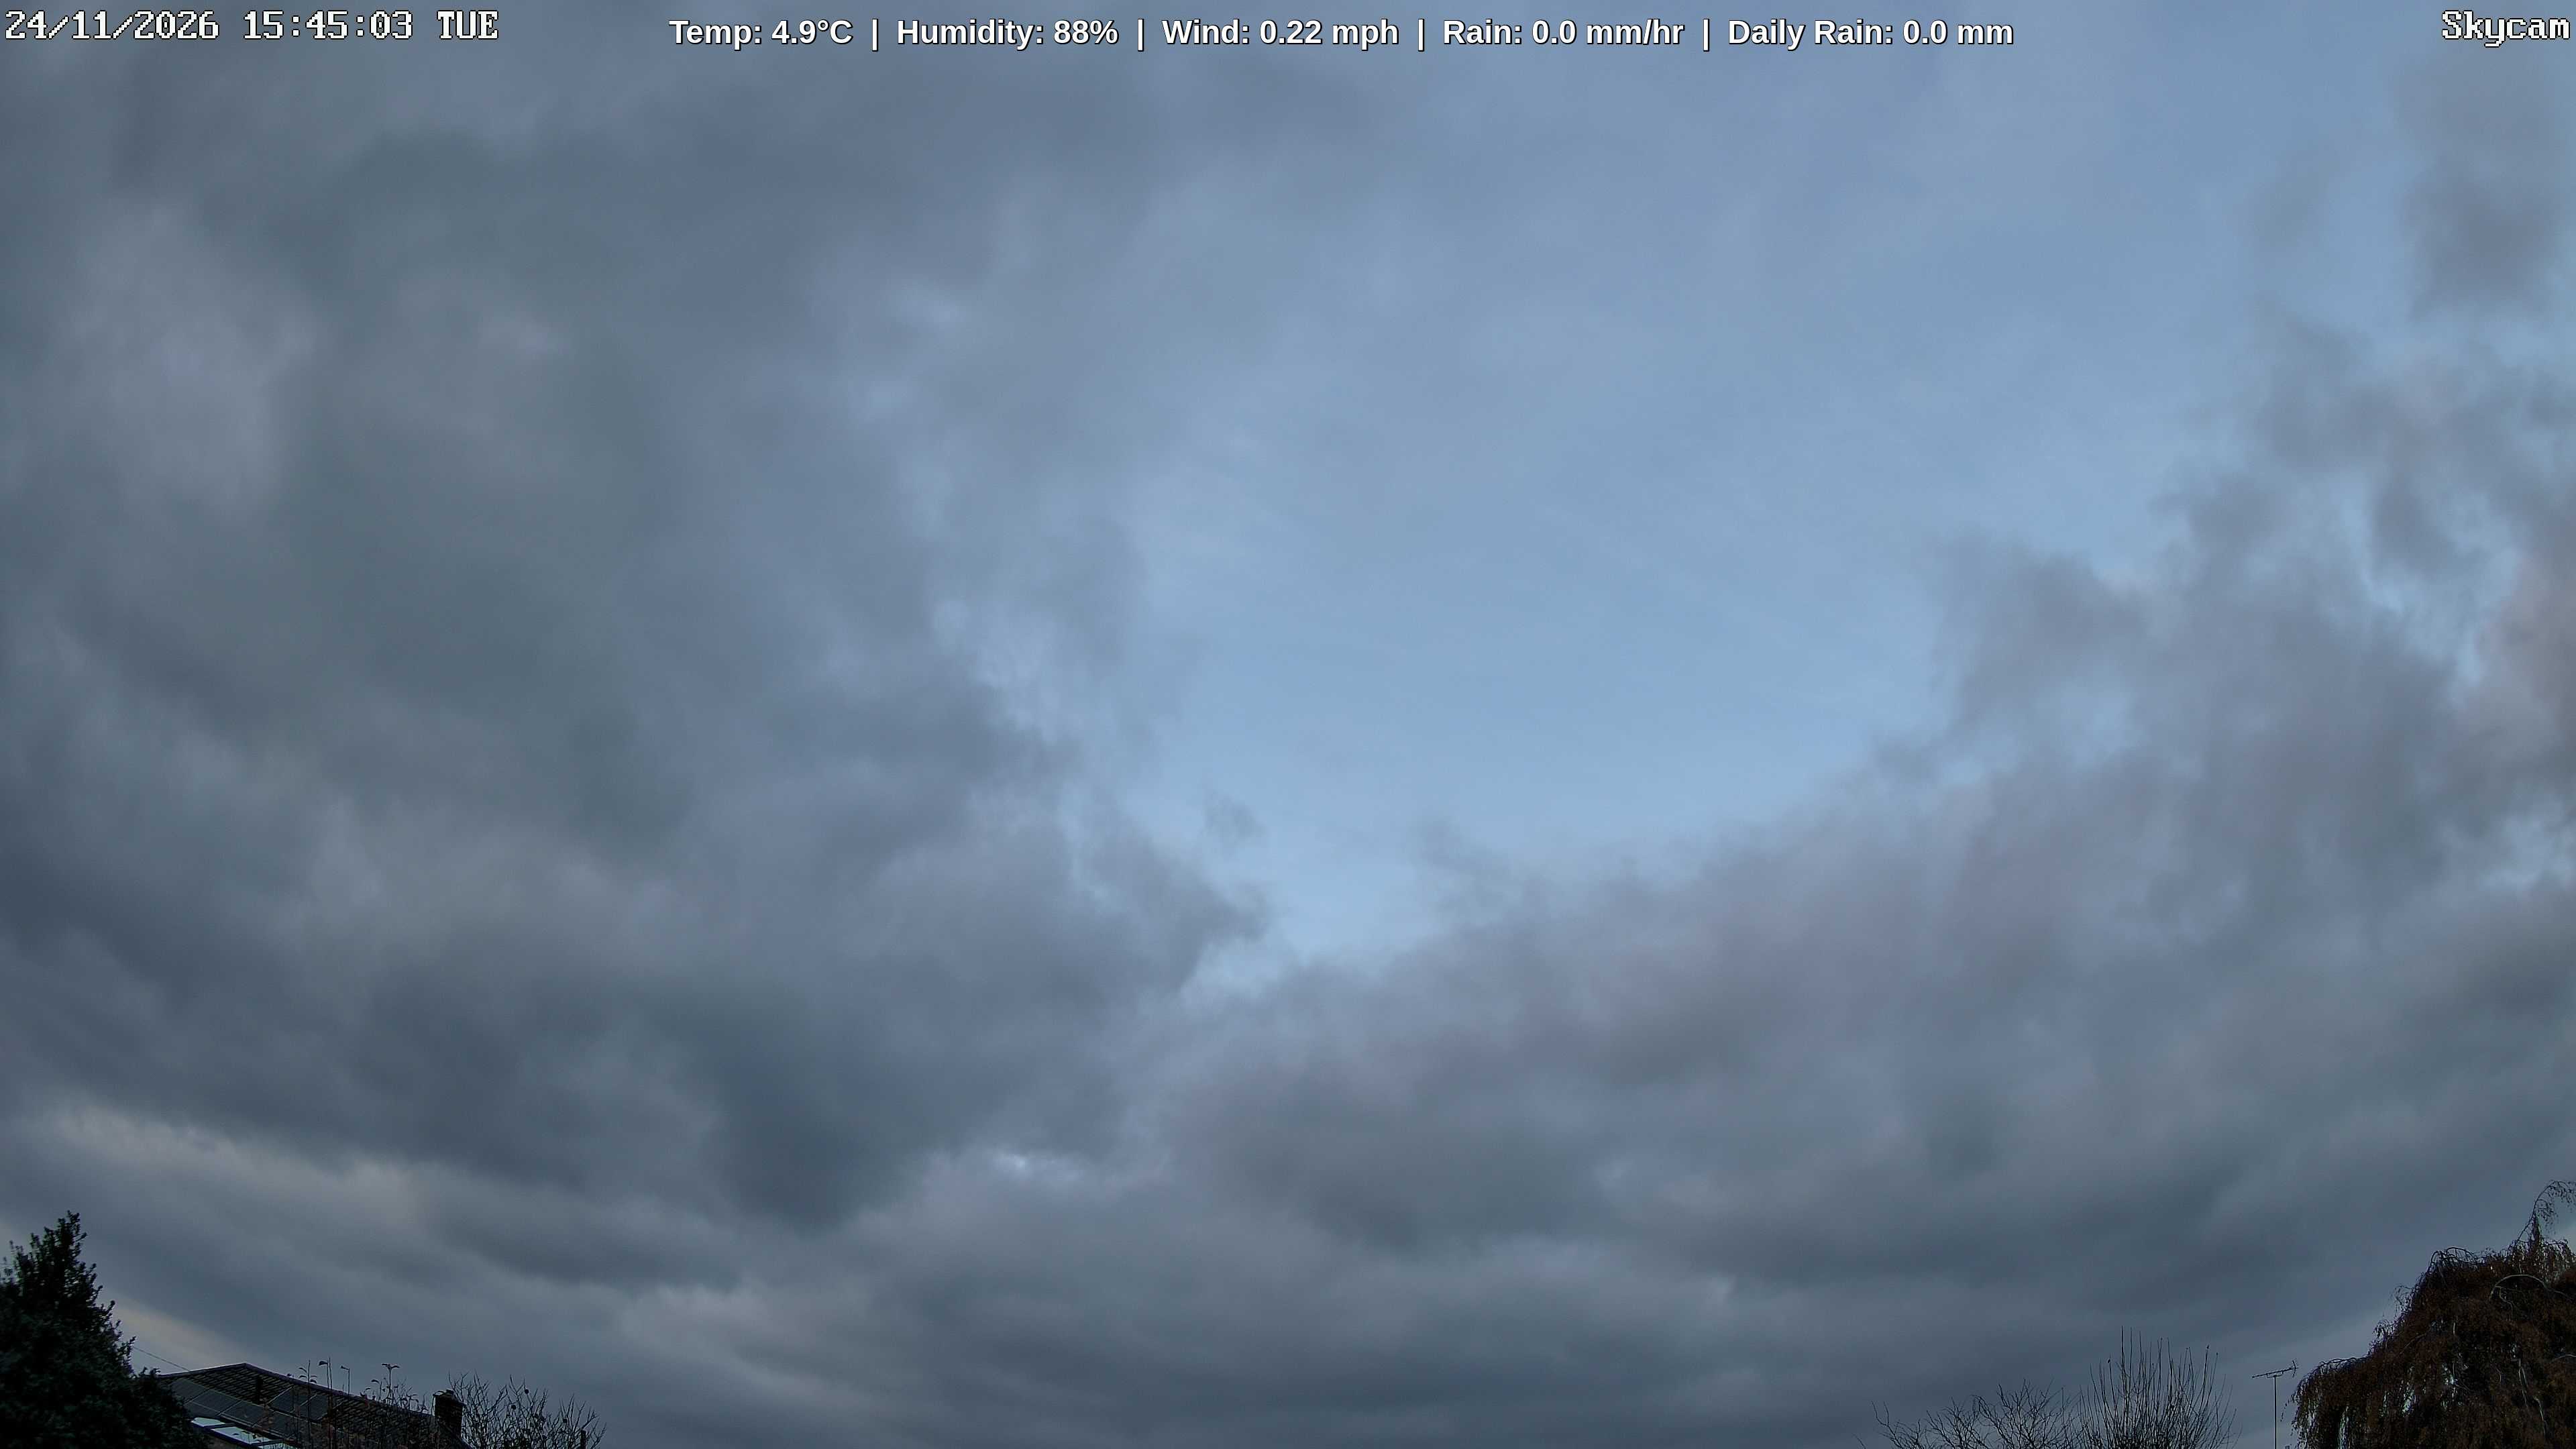 24/11/2026 15:45:03 TUE
Temp: 4.9°C | Humidity: 88% | Wind: 0.22 mph | Rain: 0.0 mm/hr | Daily Rain: 0.0 mm
Skycam